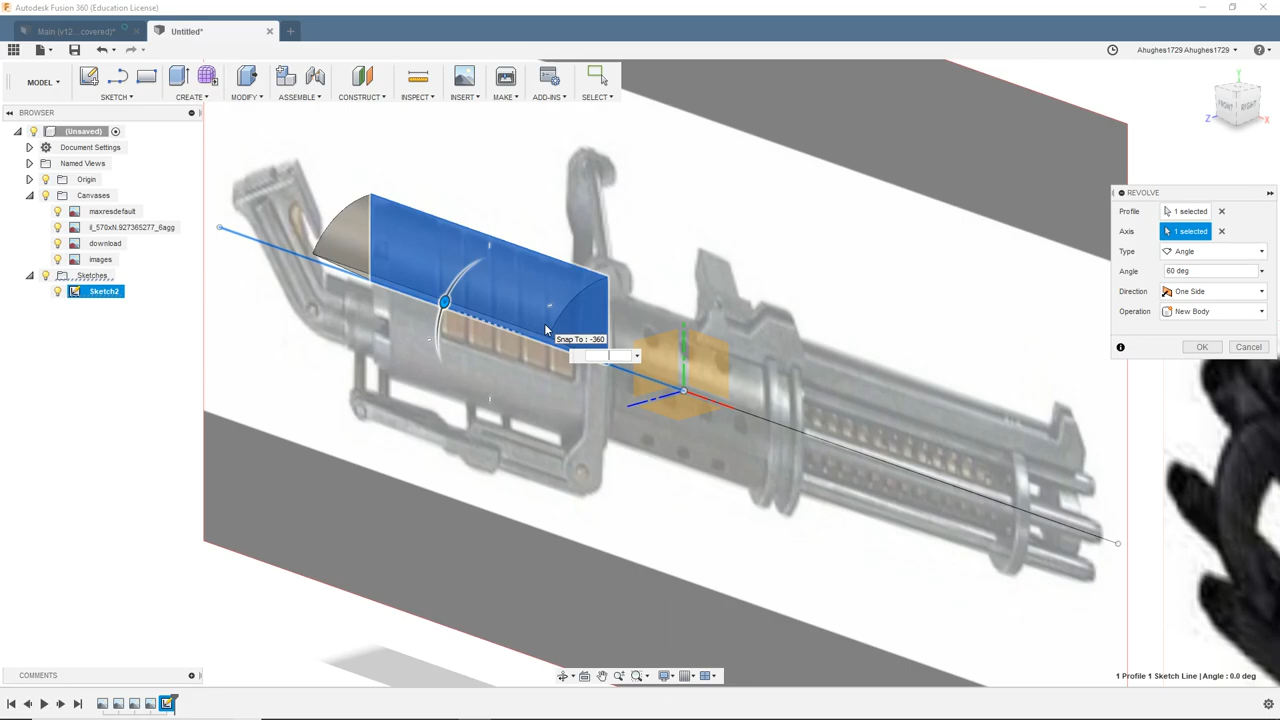 Autodesk Fusion 360 (Education License)
Main (v12...covered)*
Untitled*
Ahughes1729 Ahughes1729
MODEL
SKETCH
CREATE
MODIFY
ASSEMBLE
CONSTRUCT
INSPECT
INSERT
MAKE
ADD-INS
SELECT
BROWSER
(Unsaved)
Document Settings
Named Views
Origin
Canvases
maxresdefault
il_570xN.927365277_6agg
download
images
Sketches
Sketch2
Y
FRONT
RIGHT
Z
X
REVOLVE
Profile 1 selected
Axis 1 selected
Type Angle
Angle 60 deg
Direction One Side
Operation New Body
OK Cancel
Snap To : -360
COMMENTS
1 Profile 1 Sketch Line | Angle : 0.0 deg